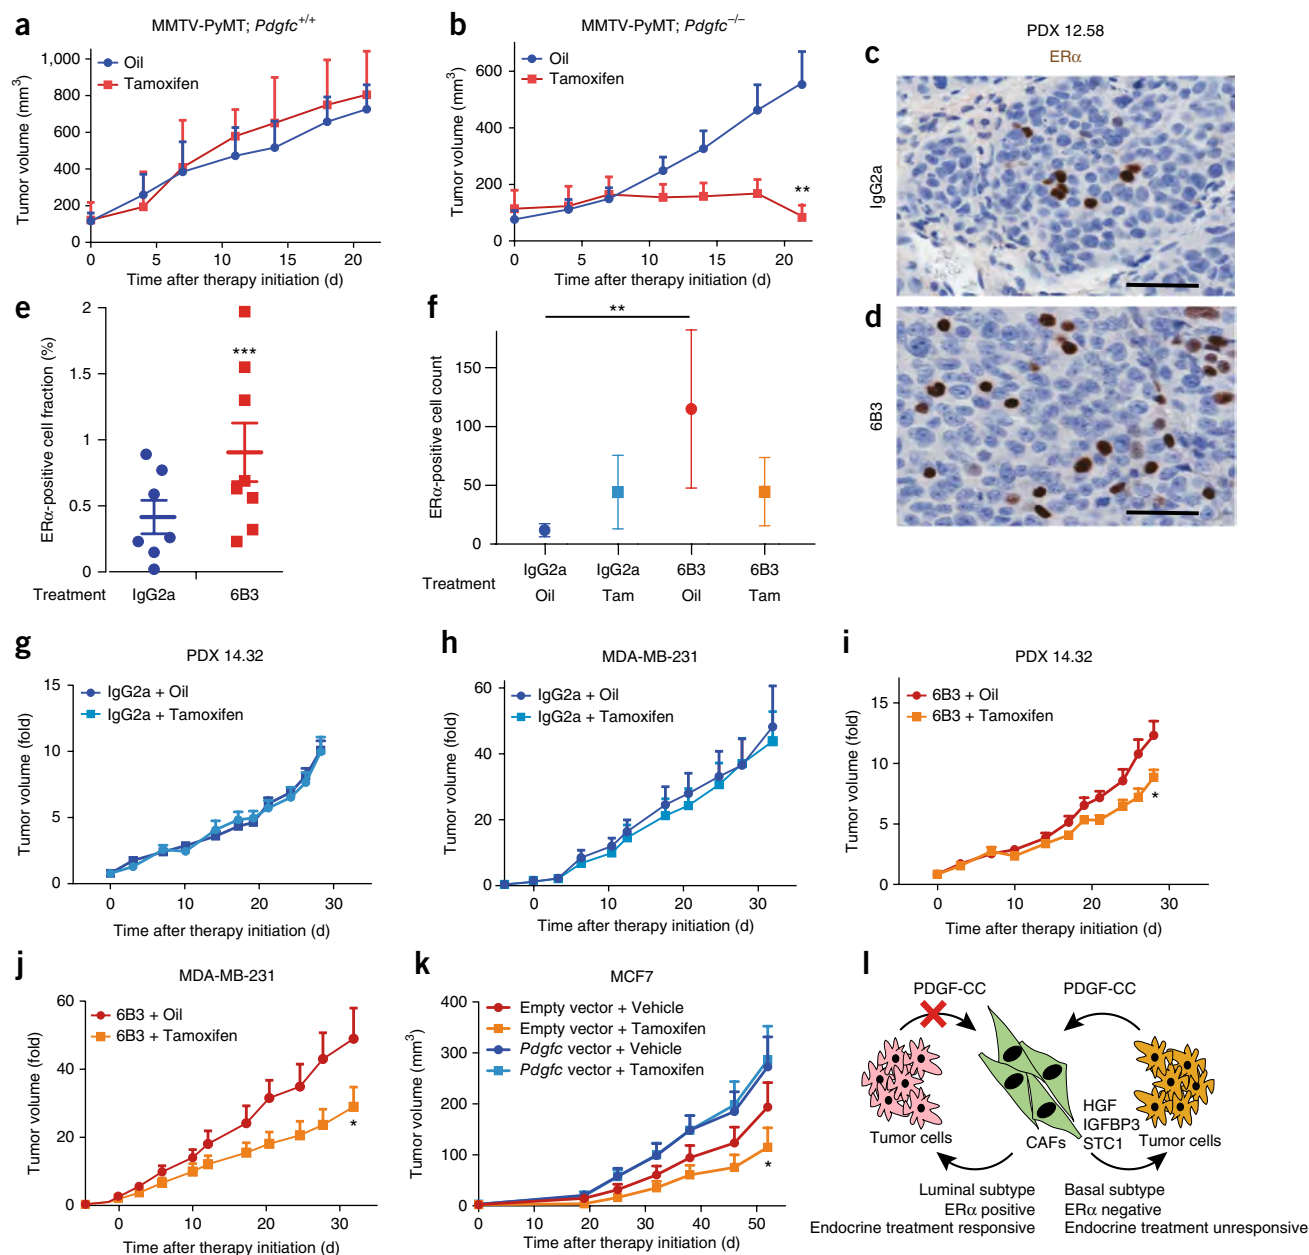 a
MMTV-PyMT; Pdgfc+/+
Tumor volume (mm3)
1,000
800
600
400
200
0
Oil
Tamoxifen
0 5 10 15 20
Time after therapy initiation (d)
b
MMTV-PyMT; Pdgfc−/−
Tumor volume (mm3)
600
400
200
0
Oil
Tamoxifen
**
0 5 10 15 20
Time after therapy initiation (d)
PDX 12.58
c
ERα
IgG2a
d
6B3
e
ERα-positive cell fraction (%)
2
1.5
1
0.5
0
***
Treatment IgG2a 6B3
f
ERα-positive cell count
150
100
50
0
**
Treatment
IgG2a IgG2a 6B3 6B3
Oil Tam Oil Tam
g
PDX 14.32
Tumor volume (fold)
15
10
5
0
IgG2a + Oil
IgG2a + Tamoxifen
0 10 20 30
Time after therapy initiation (d)
h
MDA-MB-231
Tumor volume (fold)
60
40
20
0
IgG2a + Oil
IgG2a + Tamoxifen
0 10 20 30
Time after therapy initiation (d)
i
PDX 14.32
Tumor volume (fold)
15
10
5
0
6B3 + Oil
6B3 + Tamoxifen
*
0 10 20 30
Time after therapy initiation (d)
j
MDA-MB-231
Tumor volume (fold)
60
40
20
0
6B3 + Oil
6B3 + Tamoxifen
*
0 10 20 30
Time after therapy initiation (d)
k
MCF7
Tumor volume (mm3)
400
300
200
100
0
Empty vector + Vehicle
Empty vector + Tamoxifen
Pdgfc vector + Vehicle
Pdgfc vector + Tamoxifen
*
0 10 20 30 40 50
Time after therapy initiation (d)
l
PDGF-CC PDGF-CC
HGF
IGFBP3
STC1
Tumor cells CAFs Tumor cells
Luminal subtype
ERα positive
Endocrine treatment responsive
Basal subtype
ERα negative
Endocrine treatment unresponsive